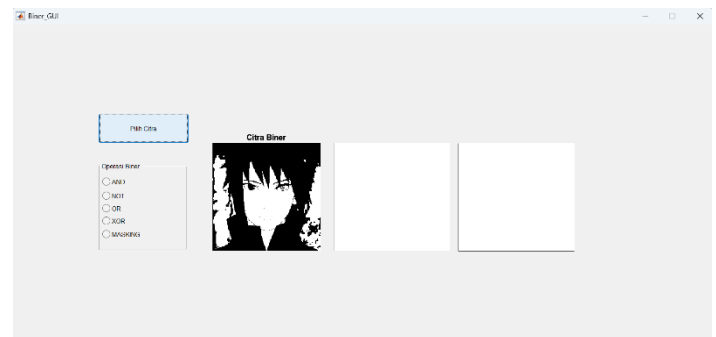 Biner_GUI
Pilih Citra
Citra Biner
Operasi Biner
AND
NOT
OR
XOR
MASKING